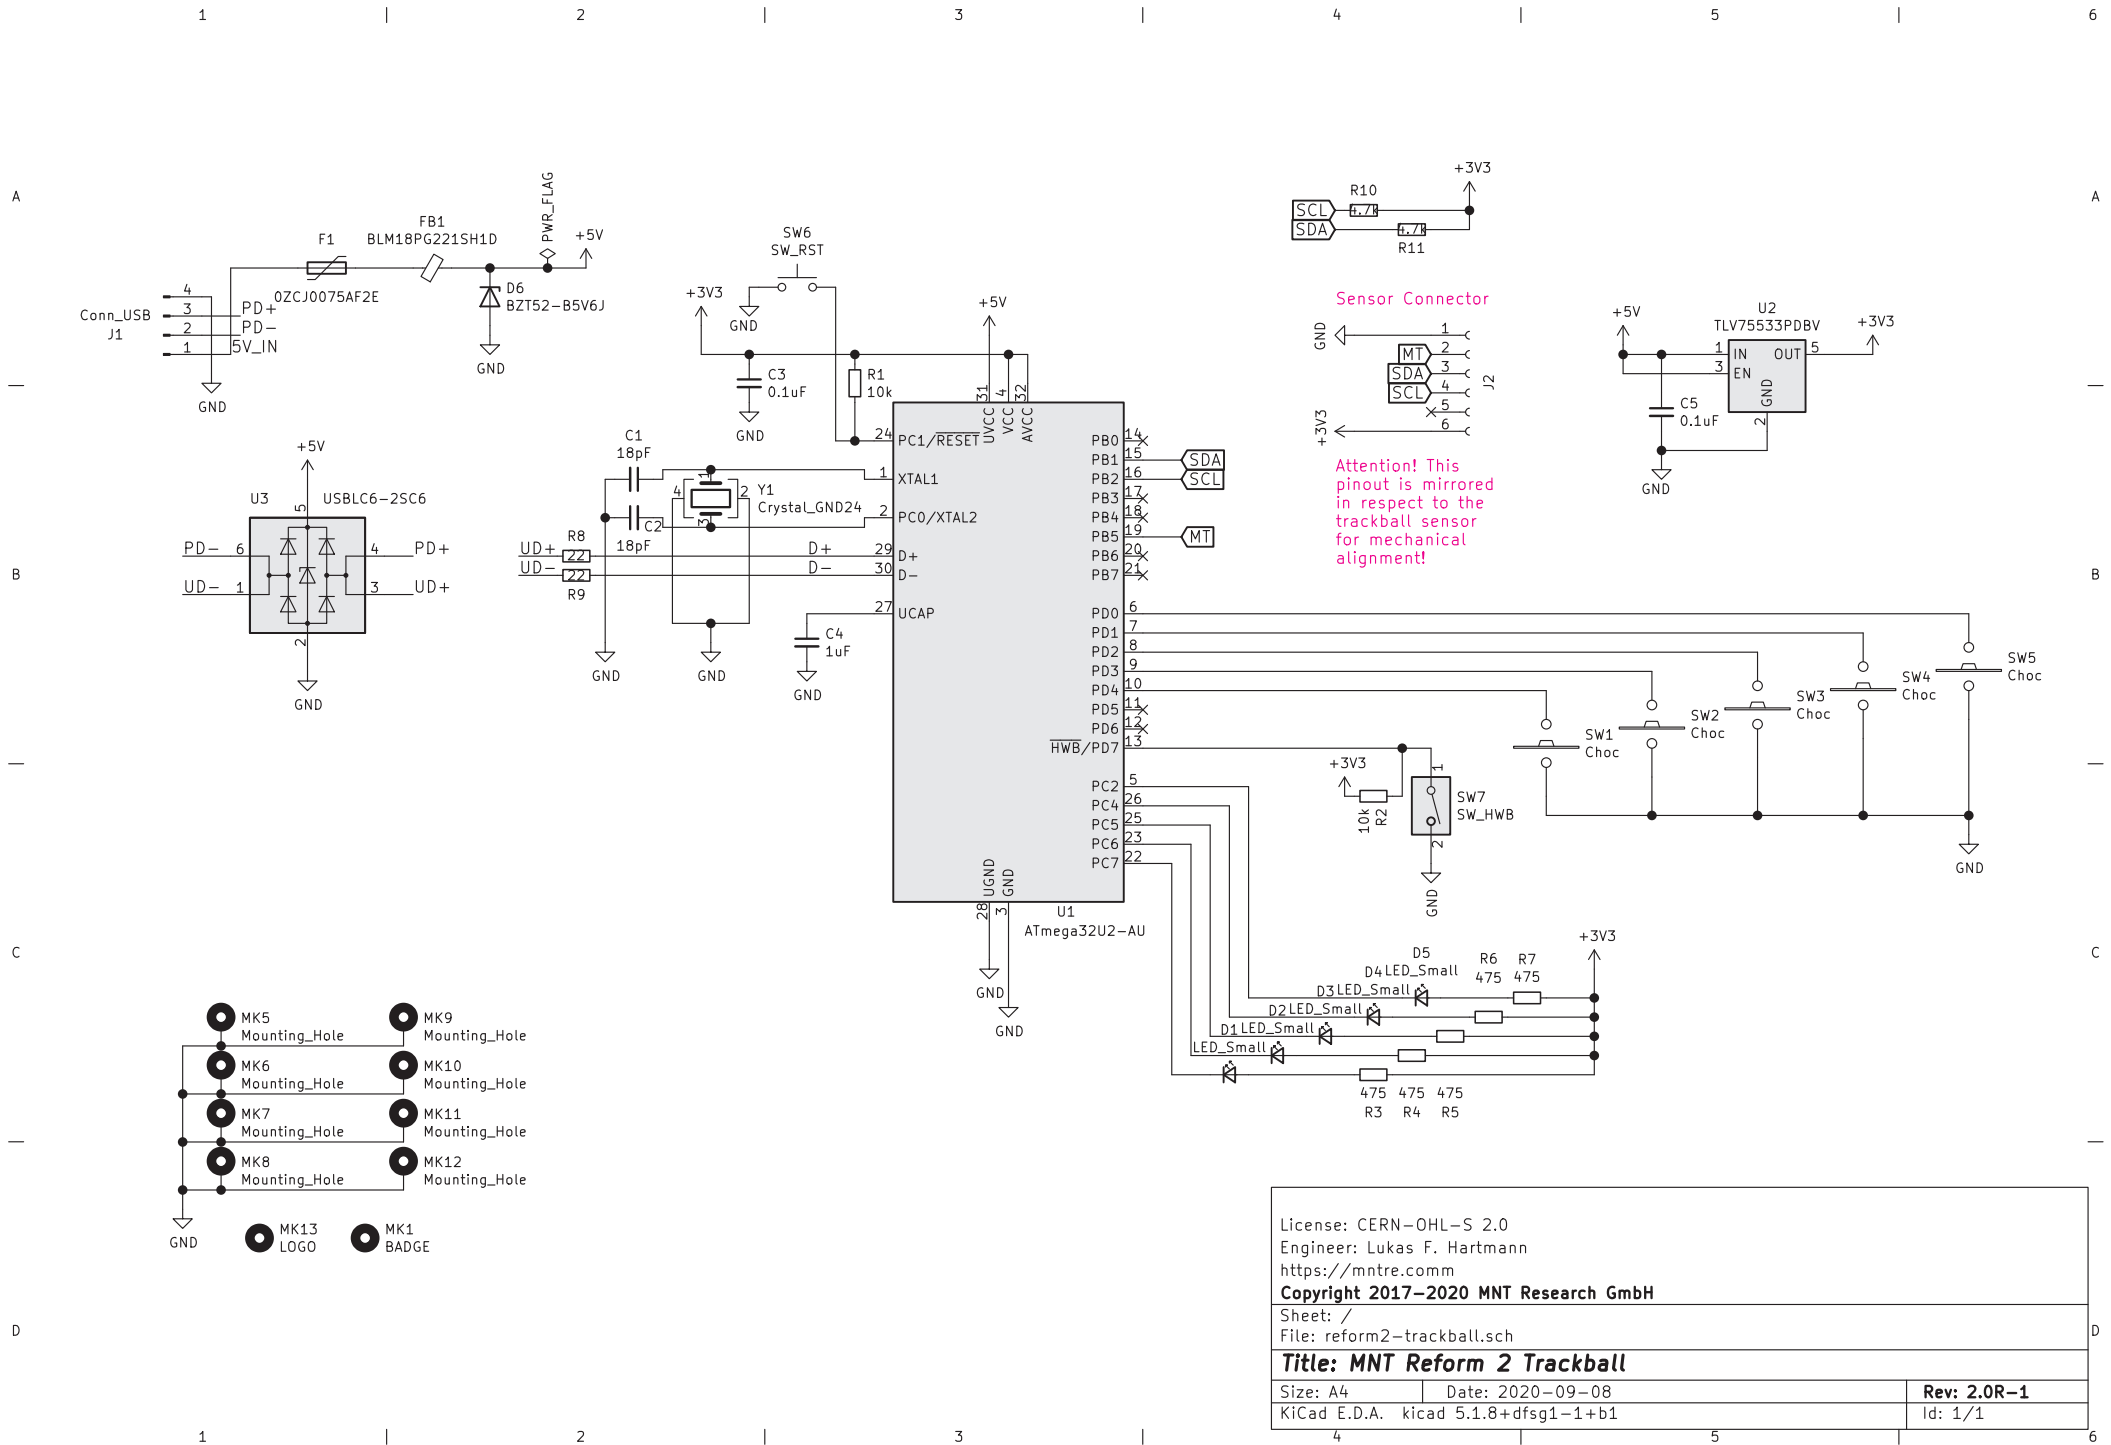 1 2 3 4 5 6
A A
B B
C C
D D
F1
0ZCJ0075AF2E
FB1
BLM18PG221SH1D
PWR_FLAG
+5V
D6
BZT52-B5V6J
GND
Conn_USB
J1
4
3 PD+
2 PD-
1 5V_IN
GND
+5V
U3 USBLC6-2SC6
5
PD- 6 4 PD+
UD- 1 3 UD+
2
GND
SW6
SW_RST
GND
+3V3
C3
0.1uF
GND
R1
10k
+5V
C1
18pF
C2
18pF
GND
1
4 2
3
Y1
Crystal_GND24
GND
UD+ R8 22 D+
UD- 22 D-
R9
C4
1uF
GND
31 UVCC
4 VCC
32 AVCC
24 PC1/RESET
1 XTAL1
2 PC0/XTAL2
29 D+
30 D-
27 UCAP
PB0 14
PB1 15 SDA
PB2 16 SCL
PB3 17
PB4 18
PB5 19 MT
PB6 20
PB7 21
PD0 6
PD1 7
PD2 8
PD3 9
PD4 10
PD5 11
PD6 12
HWB/PD7 13
PC2 5
PC4 26
PC5 25
PC6 23
PC7 22
UGND 28
GND 3
U1
ATmega32U2-AU
GND
GND
+3V3
R10
SCL 4.7k
SDA 4.7k
R11
Sensor Connector
GND 1
MT 2
SDA 3
SCL 4
5
+3V3 6
J2
Attention! This
pinout is mirrored
in respect to the
trackball sensor
for mechanical
alignment!
+5V
U2
TLV75533PDBV
+3V3
1 IN OUT 5
3 EN
GND
2
C5
0.1uF
GND
SW5
Choc
SW4
Choc
SW3
Choc
SW2
Choc
SW1
Choc
GND
+3V3
10k
R2
1
SW7
SW_HWB
2
GND
+3V3
D5
LED_Small
D4
LED_Small
D3
LED_Small
D2
LED_Small
D1
LED_Small
R6 R7
475 475
475 475 475
R3 R4 R5
MK5
Mounting_Hole
MK9
Mounting_Hole
MK6
Mounting_Hole
MK10
Mounting_Hole
MK7
Mounting_Hole
MK11
Mounting_Hole
MK8
Mounting_Hole
MK12
Mounting_Hole
GND
MK13
LOGO
MK1
BADGE
License: CERN-OHL-S 2.0
Engineer: Lukas F. Hartmann
https://mntre.comm
Copyright 2017-2020 MNT Research GmbH
Sheet: /
File: reform2-trackball.sch
Title: MNT Reform 2 Trackball
Size: A4 Date: 2020-09-08 Rev: 2.0R-1
KiCad E.D.A. kicad 5.1.8+dfsg1-1+b1 Id: 1/1
1 2 3 4 5 6